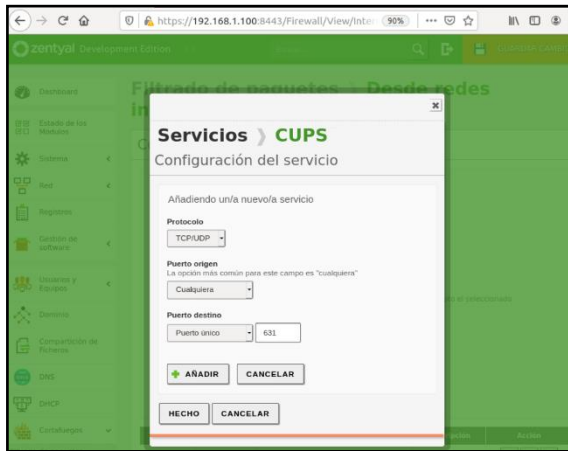 https://192.168.1.100:8443/Firewall/View/Inter
90%
zentyal Development Edition
Dashboard
Filtrado de paquetes Desde redes
Estado de los
Módulos
Servicios CUPS
Configuración del servicio
Sistema
Red
Registros
Gestión de
software
Usuarios y
Equipos
Dominio
Compartición de
Ficheros
DNS
DHCP
Cortafuegos
Añadiendo un/a nuevo/a servicio
Protocolo
TCP/UDP
Puerto origen
La opción más común para este campo es "cualquiera"
Cualquiera
Puerto destino
Puerto único 631
AÑADIR CANCELAR
HECHO CANCELAR
Acción